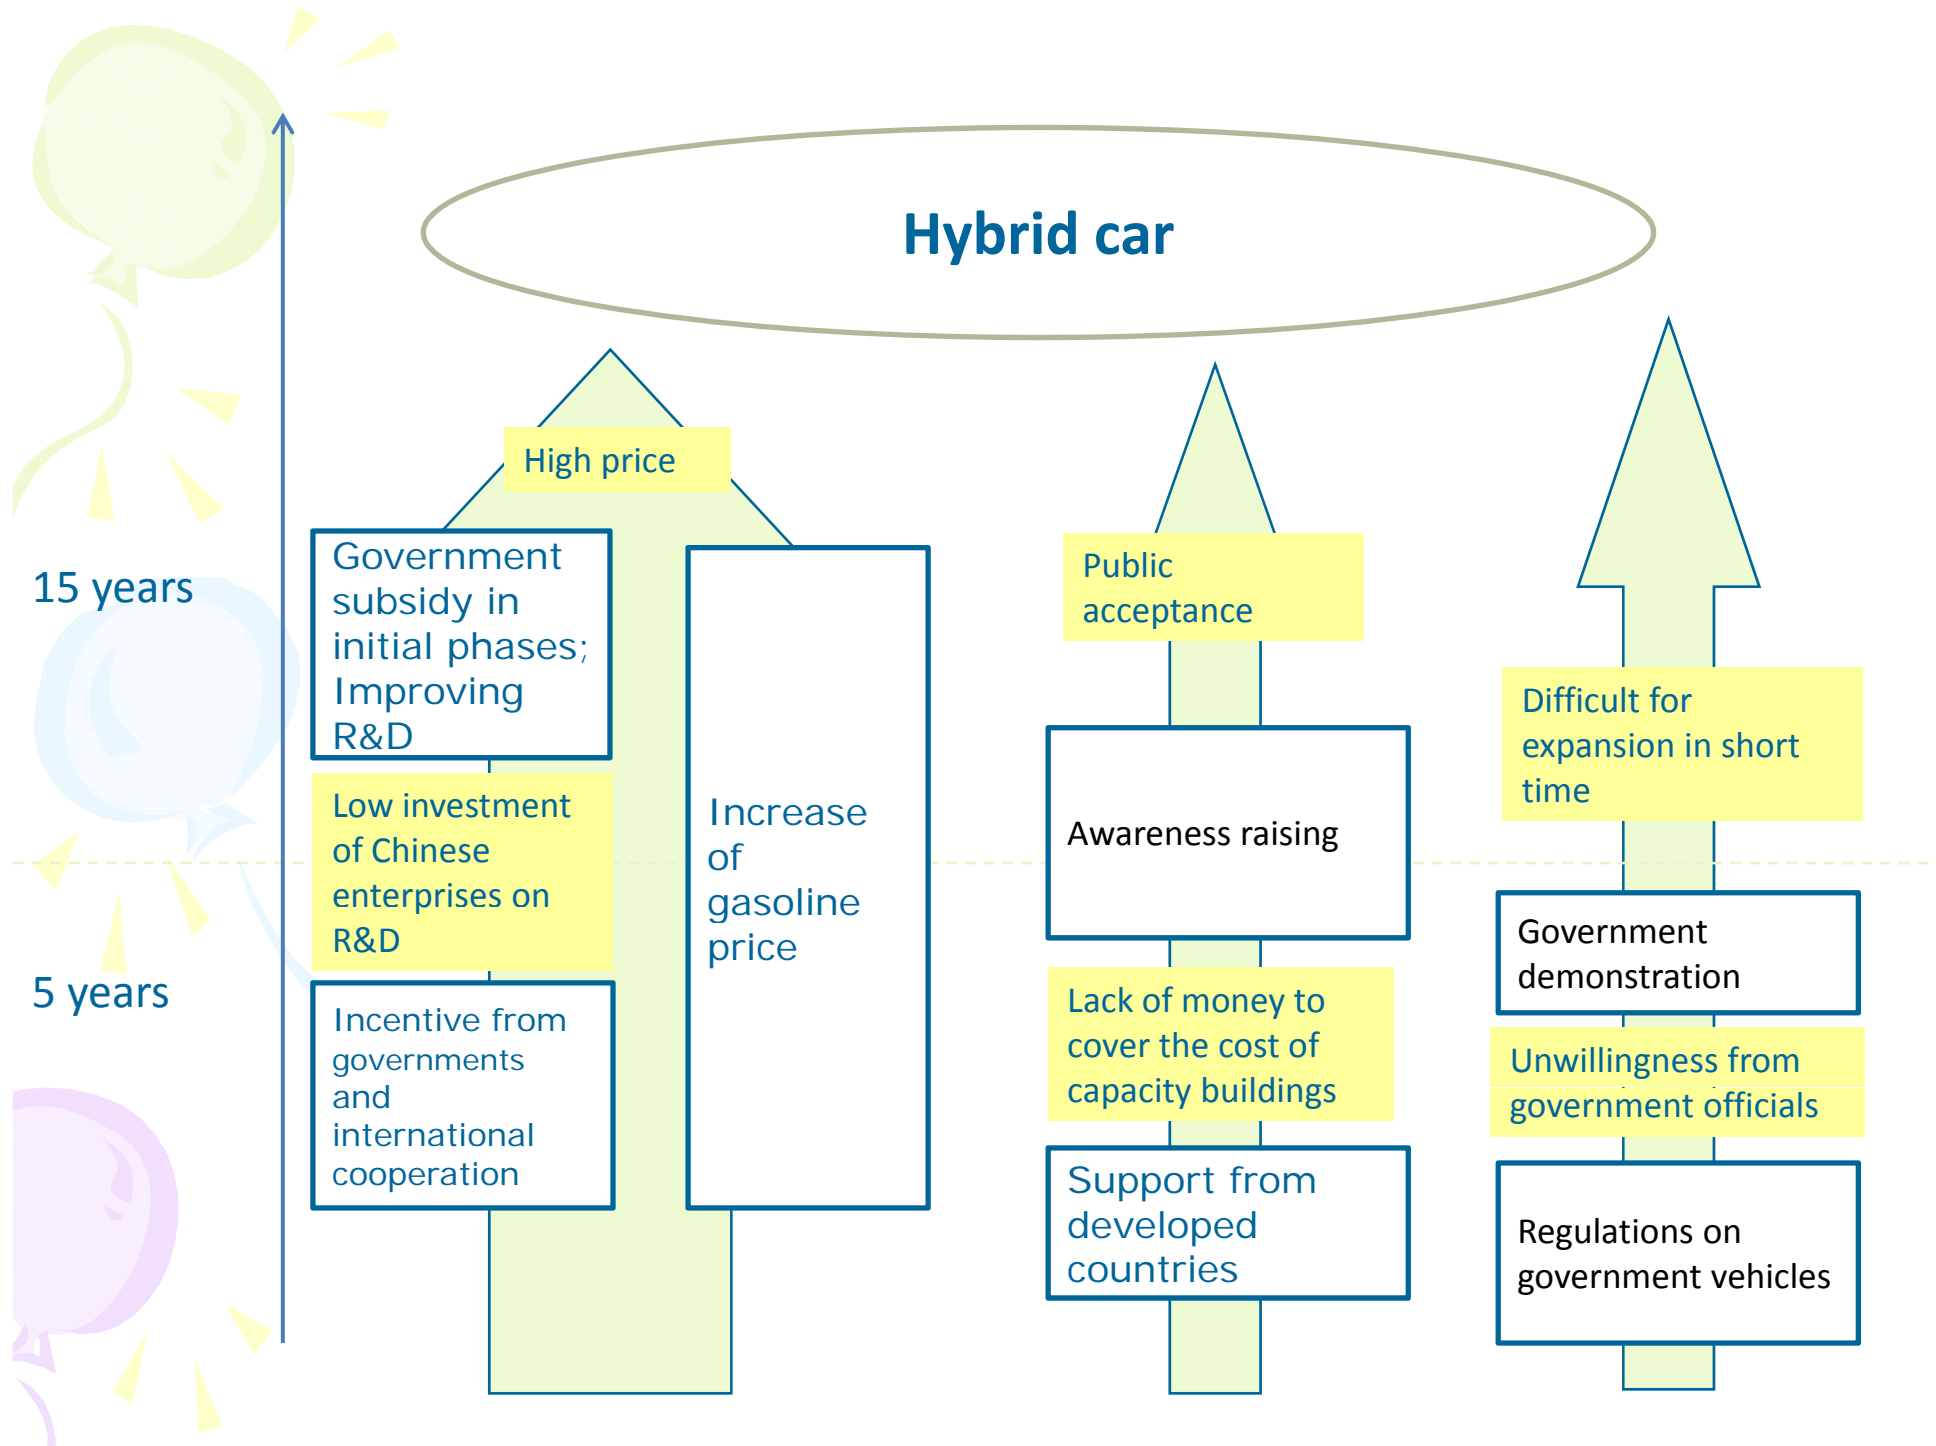 Hybrid car
High price
Government
subsidy in
initial phases;
Improving
R&D
Low investment
of Chinese
enterprises on
R&D
Incentive from
governments
and
international
cooperation
Increase
of
gasoline
price
Public
acceptance
Awareness raising
Lack of money to
cover the cost of
capacity buildings
Support from
developed
countries
Difficult for
expansion in short
time
Government
demonstration
Unwillingness from
government officials
Regulations on
government vehicles
15 years
5 years